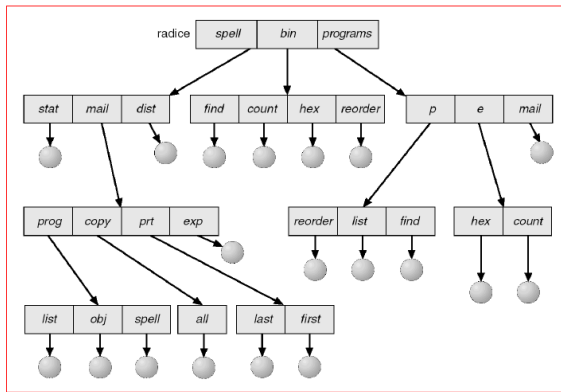 radice spell bin programs
stat mail dist find count hex reorder p e mail
prog copy prt exp reorder list find hex count
list obj spell all last first